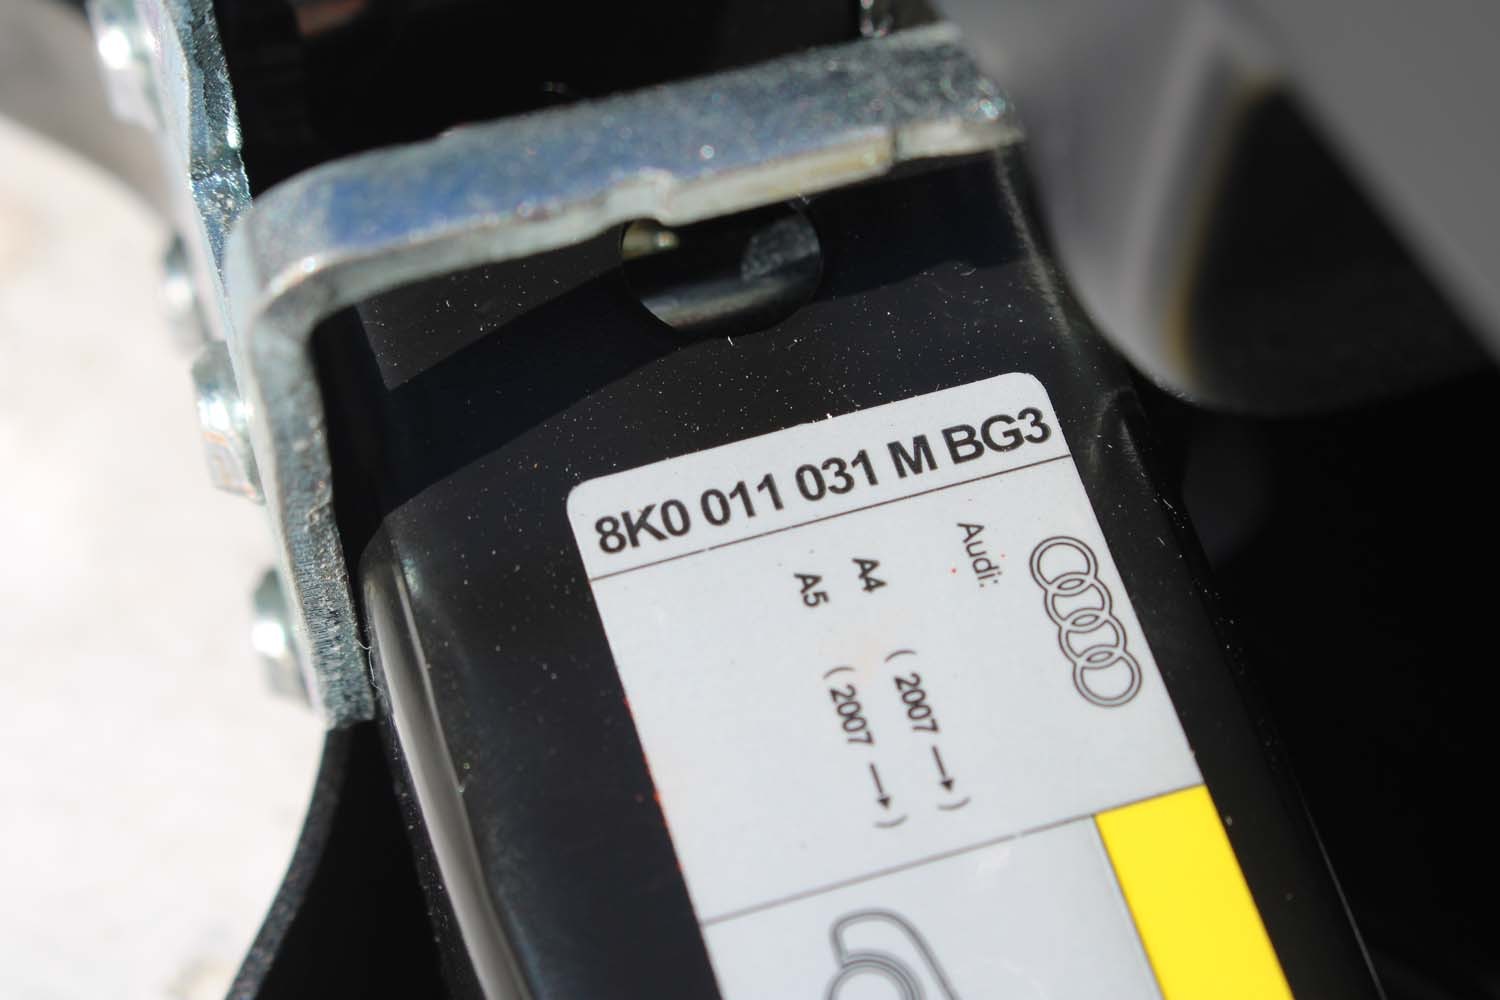 8K0 011 031 M BG3
Audi:
A4 ( 2007 → )
A5 ( 2007 → )